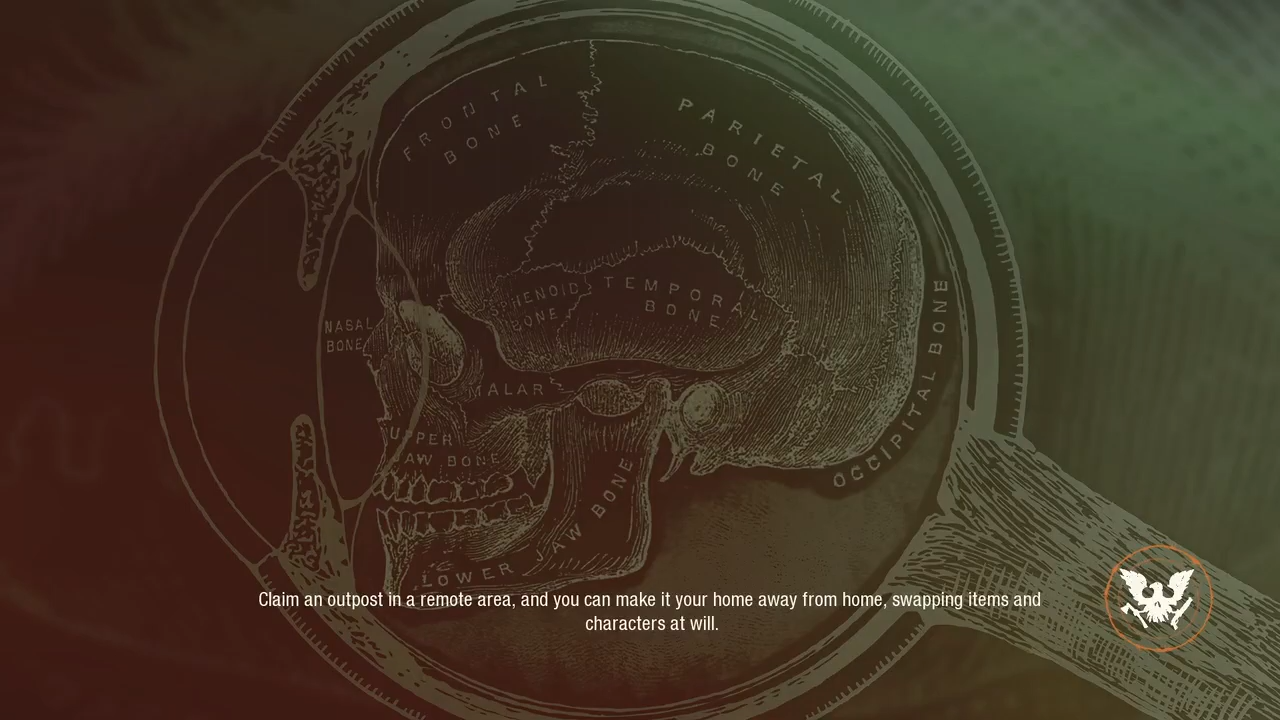 FRONTAL
BONE
PARIETAL
BONE
TEMPORAL
BONE
BONE
NASAL
BONE
MALAR
UPPER
JAW BONE
OCCIPITAL BONE
LOWER JAW BONE
Claim an outpost in a remote area, and you can make it your home away from home, swapping items and
characters at will.